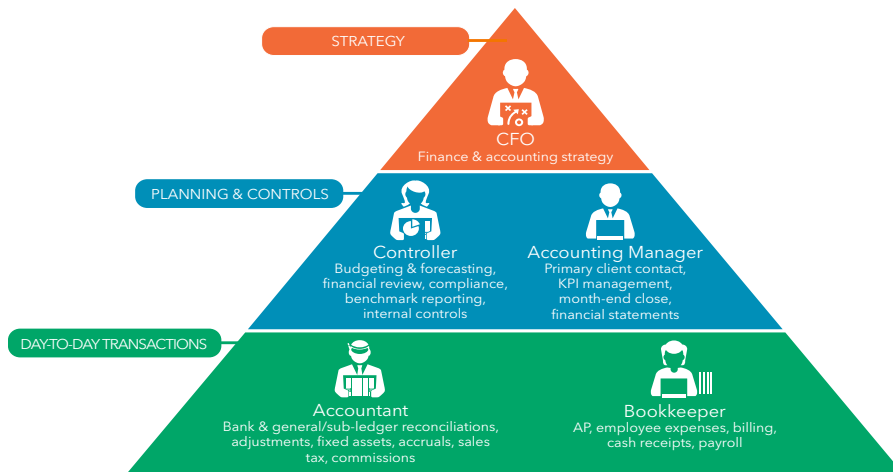 STRATEGY
CFO
Finance & accounting strategy
PLANNING & CONTROLS
Controller
Budgeting & forecasting,
financial review, compliance,
benchmark reporting,
internal controls
Accounting Manager
Primary client contact,
KPI management,
month-end close,
financial statements
DAY-TO-DAY TRANSACTIONS
Accountant
Bank & general/sub-ledger reconciliations,
adjustments, fixed assets, accruals, sales
tax, commissions
Bookkeeper
AP, employee expenses, billing,
cash receipts, payroll